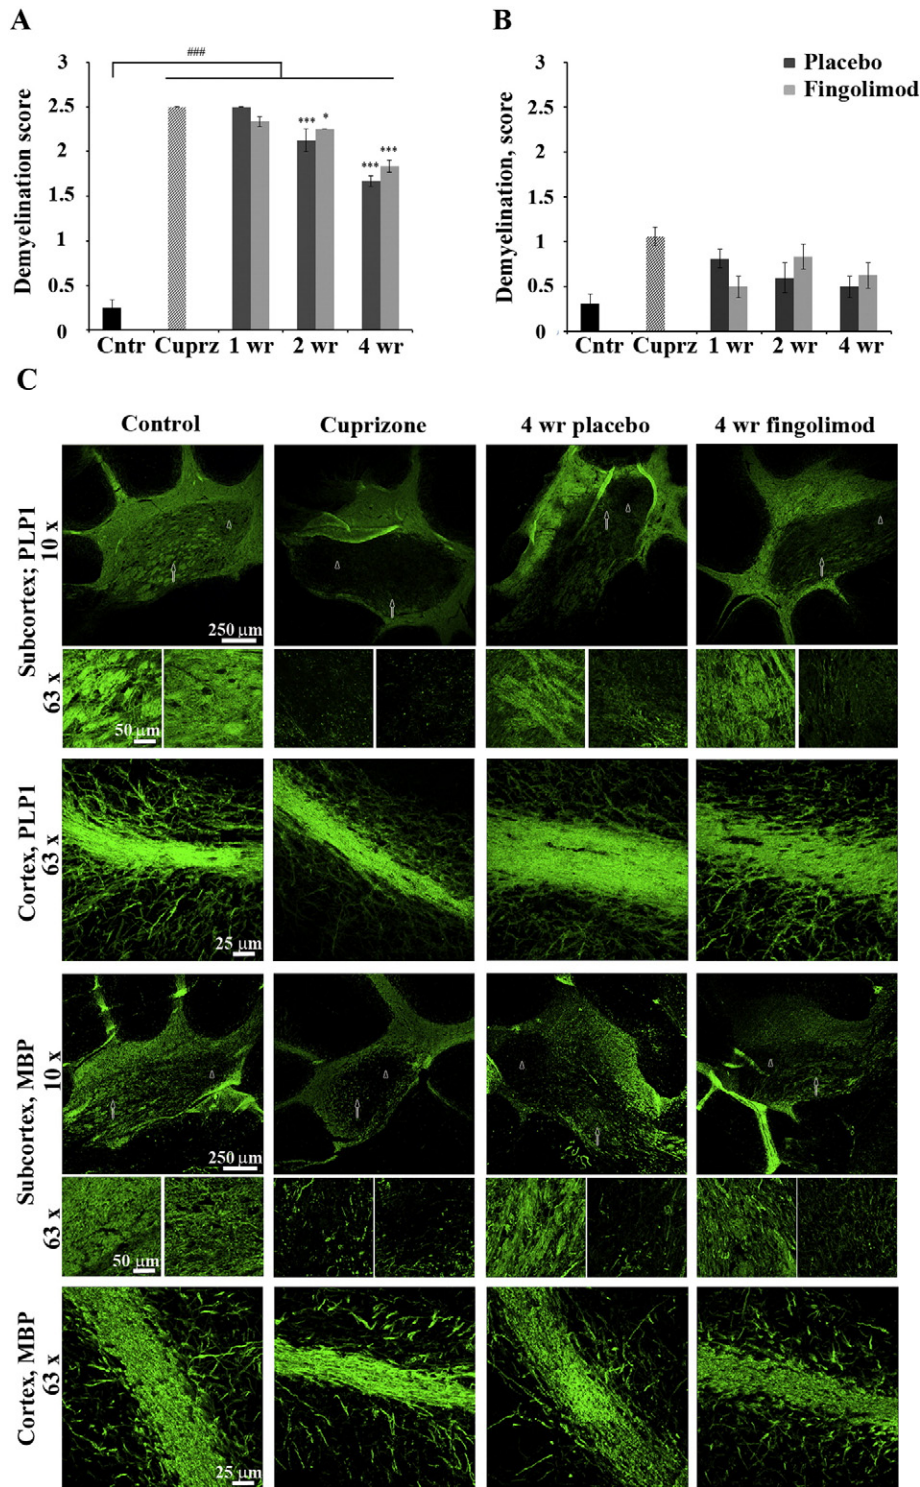 A
B
###
3
2.5
2
1.5
1
0.5
0
Demyelination score
*** *
*** ***
Cntr Cuprz 1 wr 2 wr 4 wr
Placebo
Fingolimod
3
2.5
2
1.5
1
0.5
0
Demyelination, score
Cntr Cuprz 1 wr 2 wr 4 wr
C
Control Cuprizone 4 wr placebo 4 wr fingolimod
Subcortex; PLP1
10 x
250 µm
63 x
50 µm
Cortex, PLP1
63 x
25 µm
Subcortex, MBP
10 x
250 µm
63 x
50 µm
Cortex, MBP
63 x
25 µm